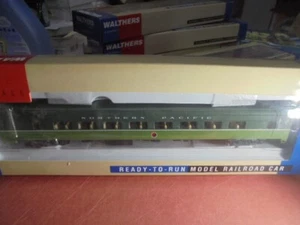 WALTHERS
WALTHERS
NORTHERN PACIFIC
READY-TO-RUN MODEL RAILROAD CAR